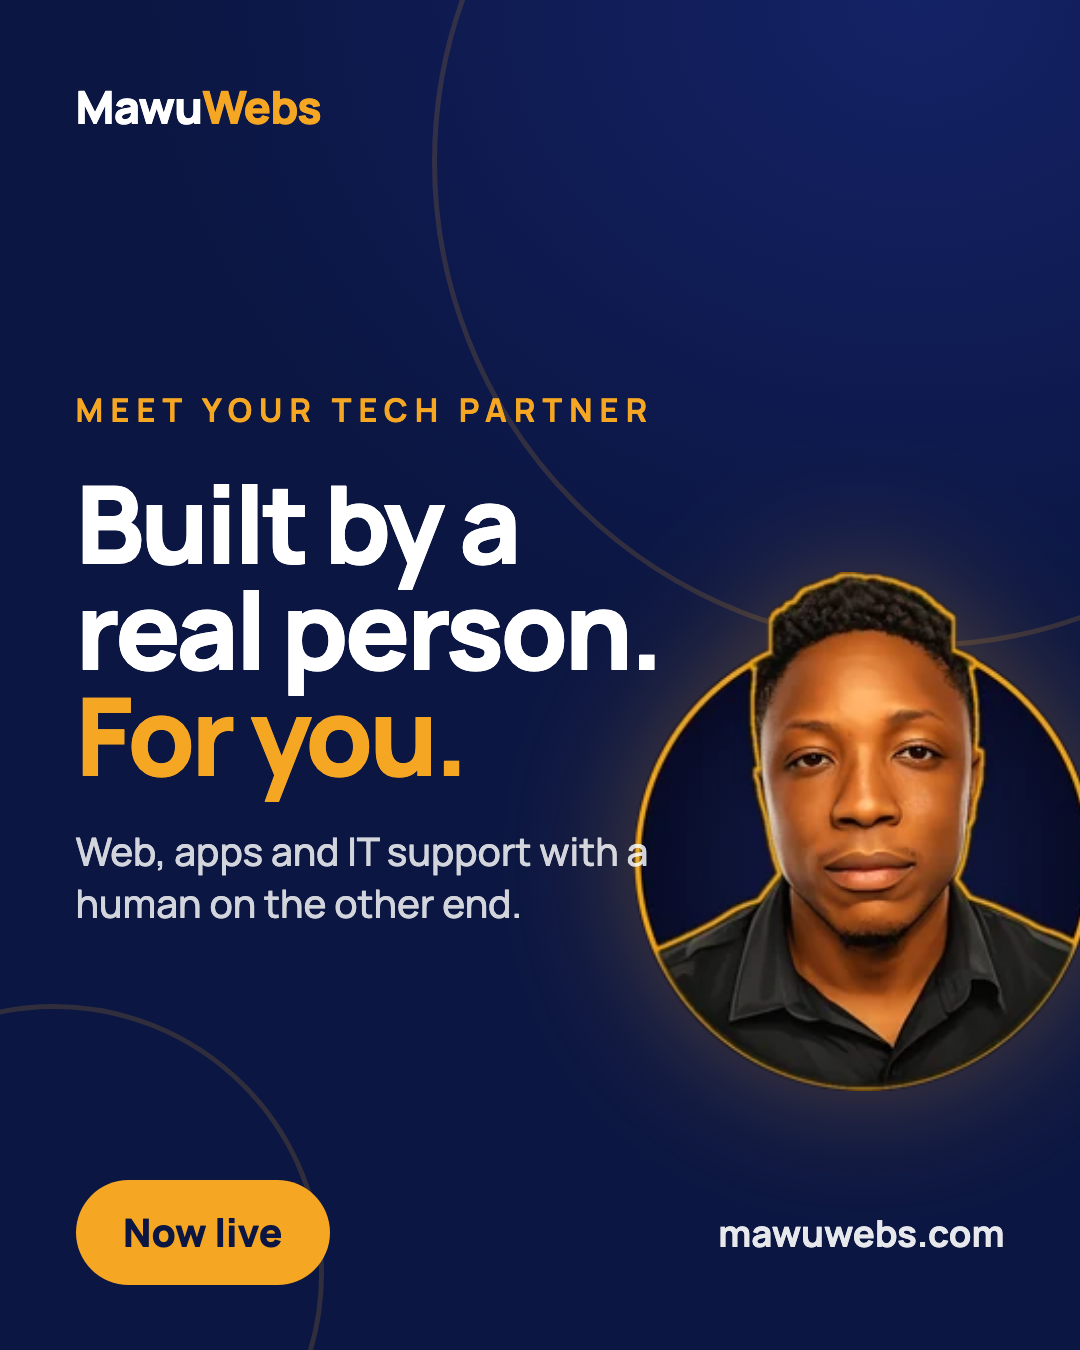 MawuWebs
MEET YOUR TECH PARTNER
Built by a
real person.
For you.
Web, apps and IT support with a
human on the other end.
Now live
mawuwebs.com